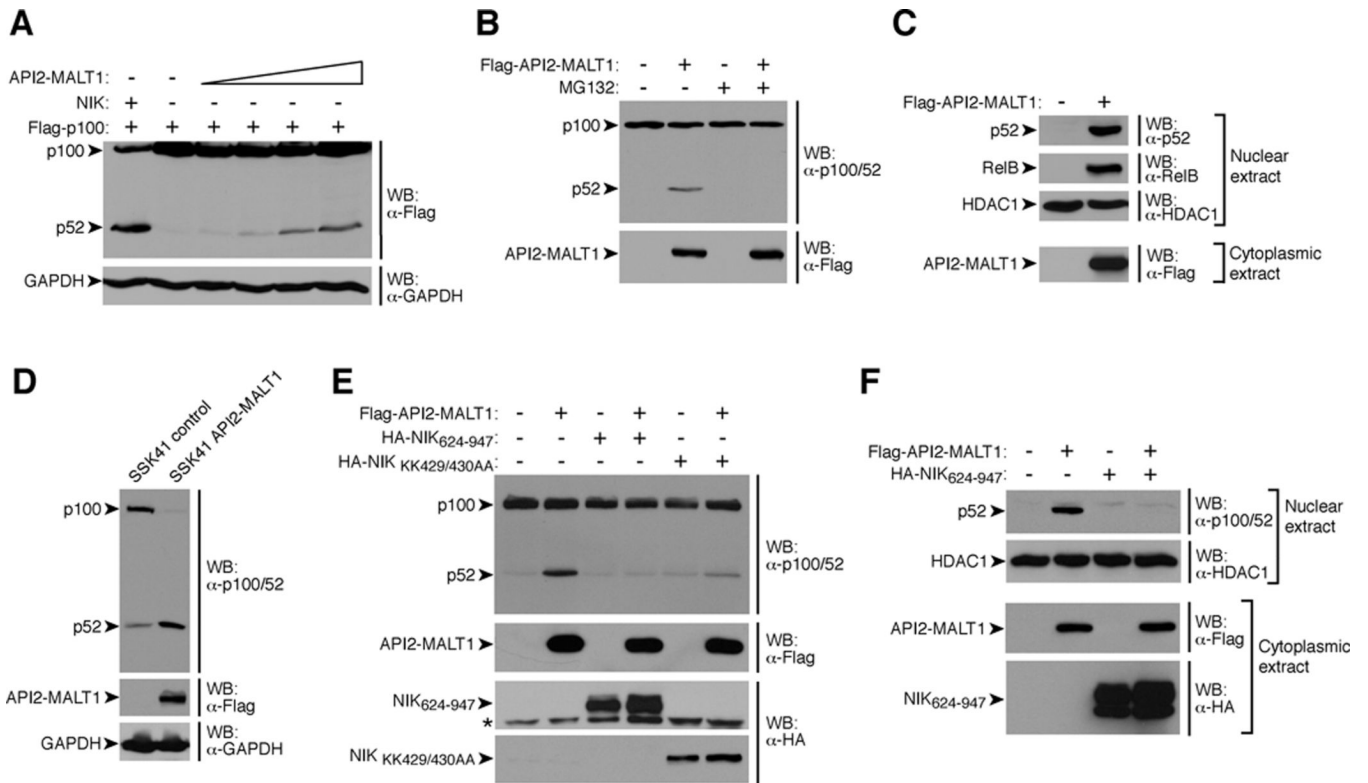 A
API2-MALT1: - -
NIK: + - - - - -
Flag-p100: + + + + + +
p100
p52
WB:
α-Flag
GAPDH
WB:
α-GAPDH
B
Flag-API2-MALT1: - + - +
MG132: - - + +
p100
p52
WB:
α-p100/52
API2-MALT1
WB:
α-Flag
C
Flag-API2-MALT1: - +
p52
WB:
α-p52
RelB
WB:
α-RelB
HDAC1
WB:
α-HDAC1
Nuclear
extract
API2-MALT1
WB:
α-Flag
Cytoplasmic
extract
D
SSK41 control
SSK41 API2-MALT1
p100
p52
WB:
α-p100/52
API2-MALT1
WB:
α-Flag
GAPDH
WB:
α-GAPDH
E
Flag-API2-MALT1: - + - + - +
HA-NIK624-947: - - + + - -
HA-NIK KK429/430AA: - - - - + +
p100
p52
WB:
α-p100/52
API2-MALT1
WB:
α-Flag
NIK624-947
*
NIK KK429/430AA
WB:
α-HA
F
Flag-API2-MALT1: - + - +
HA-NIK624-947: - - + +
p52
WB:
α-p100/52
HDAC1
WB:
α-HDAC1
Nuclear
extract
API2-MALT1
WB:
α-Flag
NIK624-947
WB:
α-HA
Cytoplasmic
extract